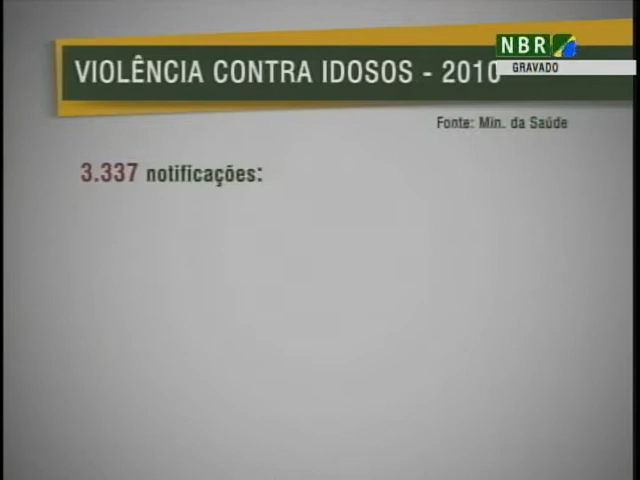 NBR
GRAVADO
VIOLÊNCIA CONTRA IDOSOS - 2010
Fonte: Min. da Saúde
3.337 notificações: